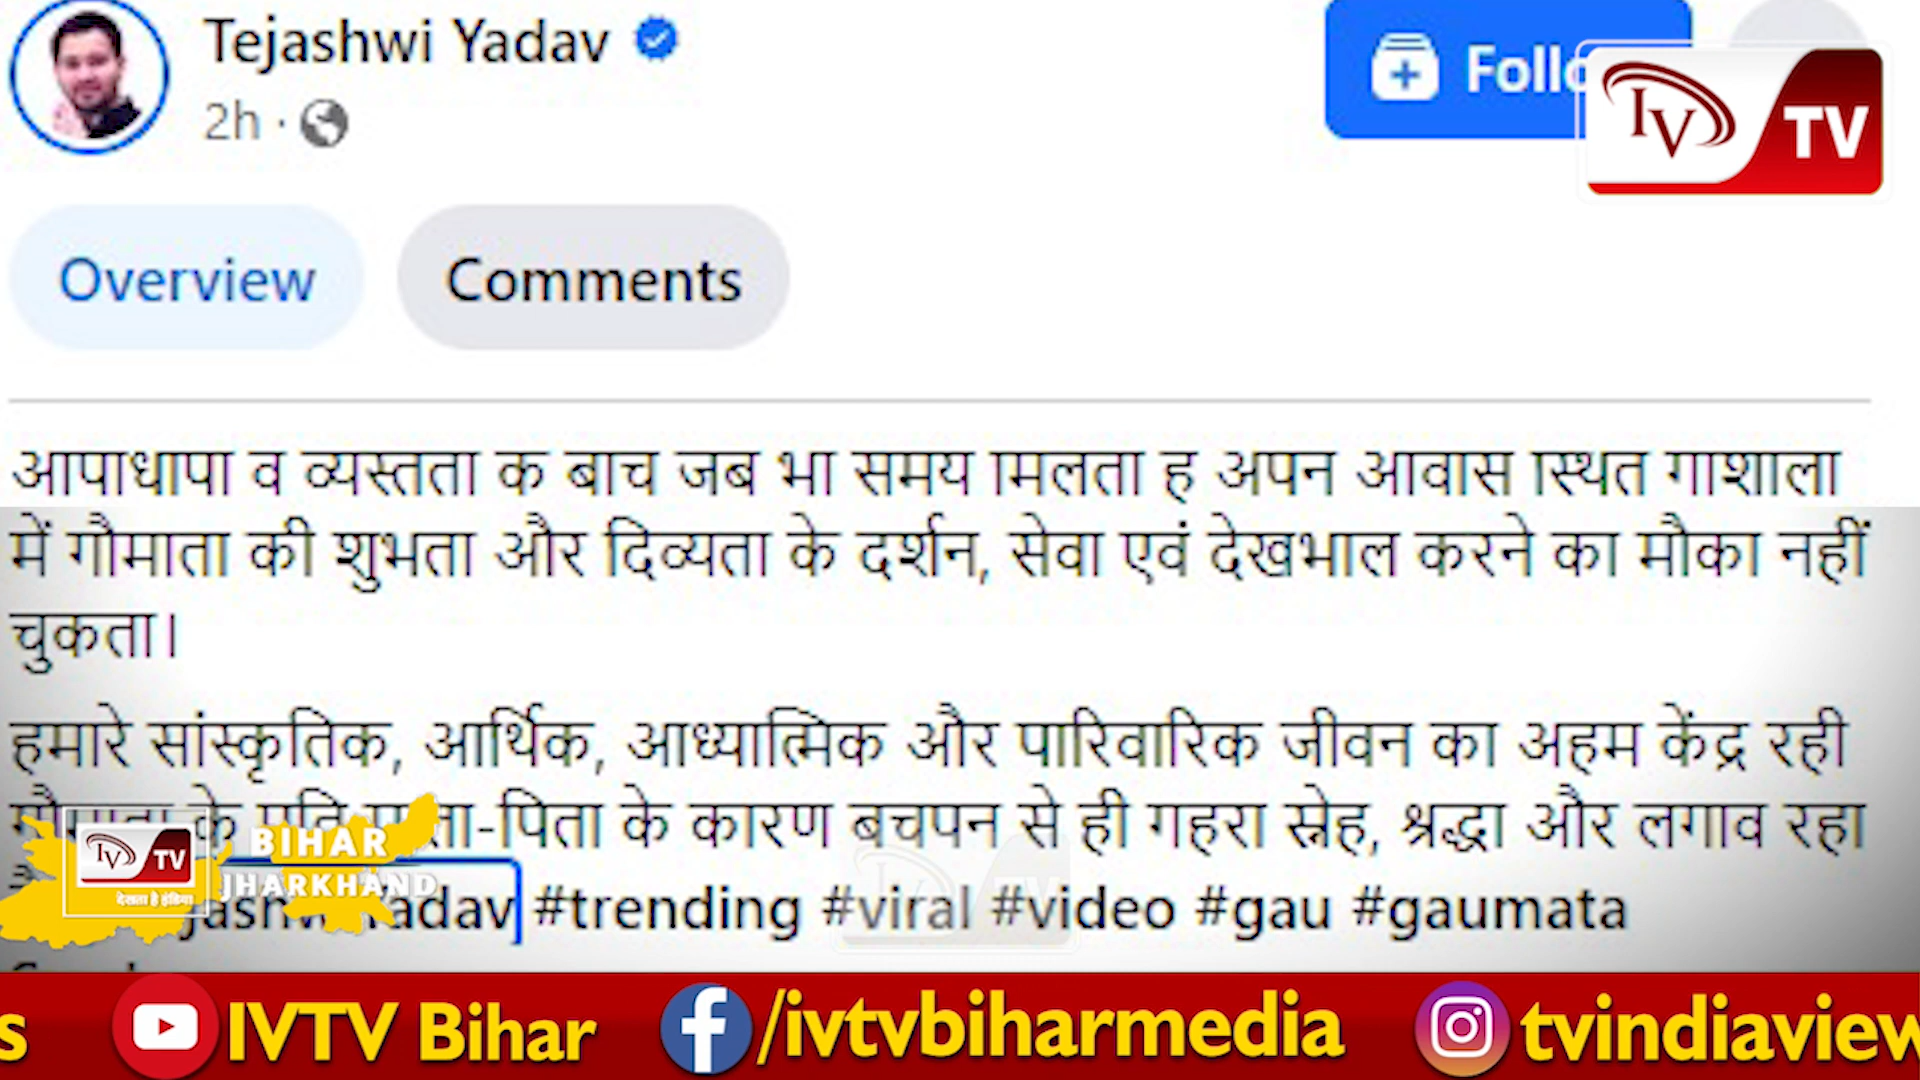 Tejashwi Yadav
2h ·
Follo
IV TV
Overview
Comments
आपाधापी व व्यस्तता के बीच जब भी समय मिलता है अपने आवास स्थित गौशाला
में गौमाता की शुभता और दिव्यता के दर्शन, सेवा एवं देखभाल करने का मौका नहीं
चुकता।
हमारे सांस्कृतिक, आर्थिक, आध्यात्मिक और पारिवारिक जीवन का अहम केंद्र रही
के प्रति माता-पिता के कारण बचपन से ही गहरा स्नेह, श्रद्धा और लगाव रहा
#trending #viral #video #gau #gaumata
IV TV
देखता है इंडिया
BIHAR
JHARKHAND
s IVTV Bihar /ivtvbiharmedia tvindiaview